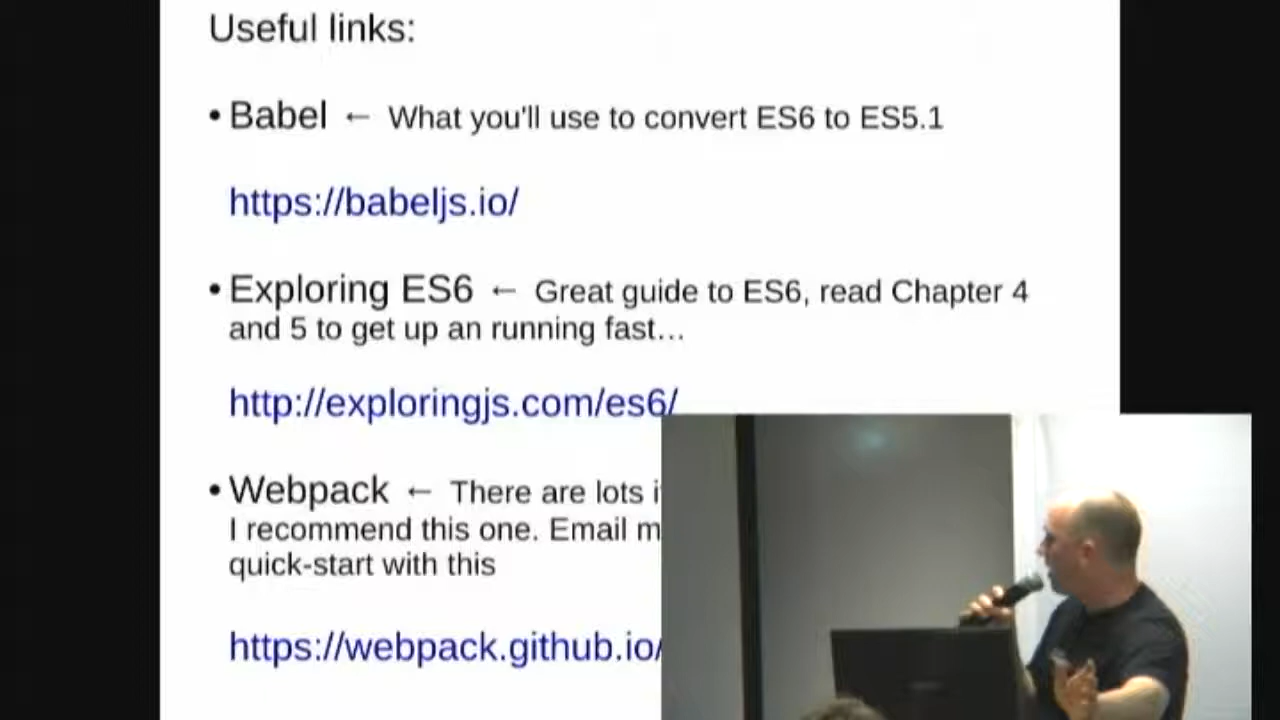 Useful links:
• Babel ← What you'll use to convert ES6 to ES5.1
https://babeljs.io/
• Exploring ES6 ← Great guide to ES6, read Chapter 4
and 5 to get up an running fast…
http://exploringjs.com/es6/
• Webpack ← There are lots
I recommend this one. Email
quick-start with this
https://webpack.github.io/